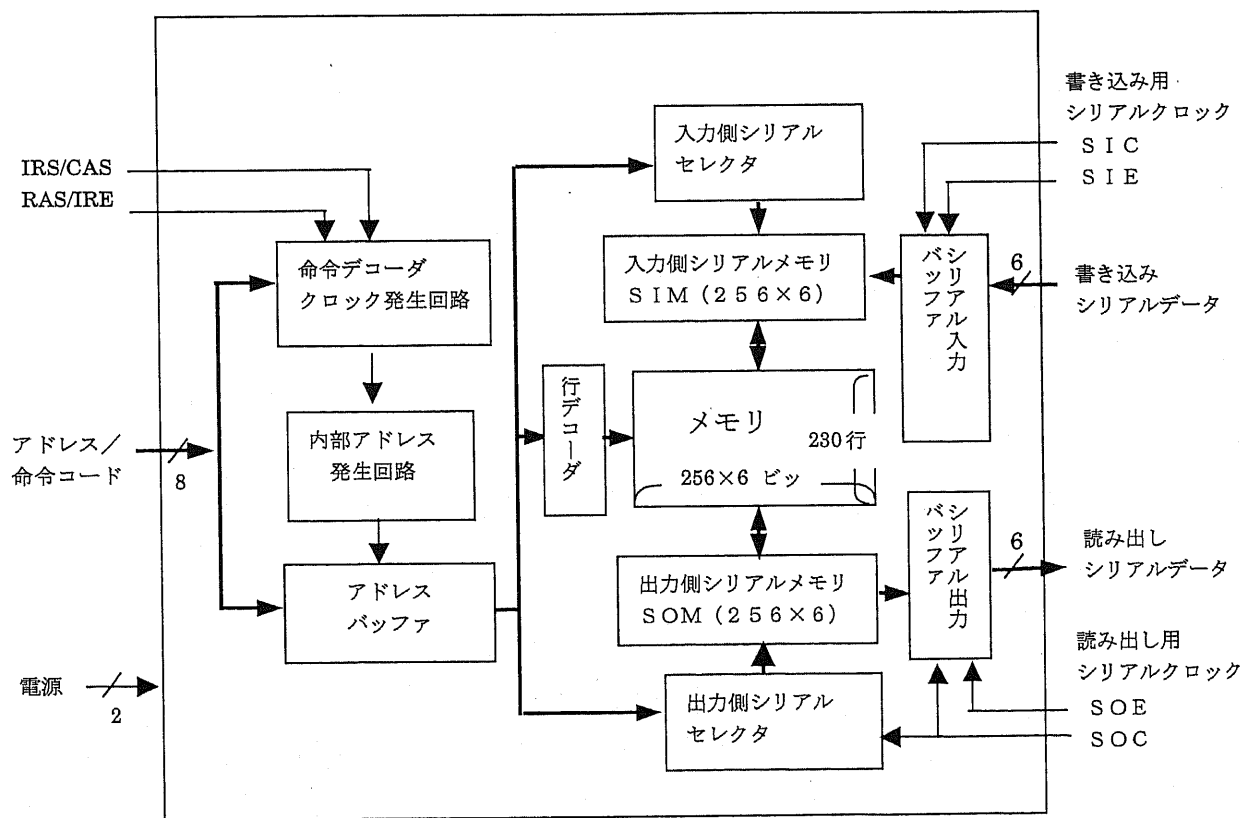 書き込み用
シリアルクロック
ＳＩＣ
ＳＩＥ
入力側シリアル
セレクタ
IRS/CAS
RAS/IRE
命令デコーダ
クロック発生回路
入力側シリアルメモリ
ＳＩＭ（２５６×６）
シリアル入力
バッファ
6
書き込み
シリアルデータ
行デコーダ
メモリ
230 行
256×6 ビッ
内部アドレス
発生回路
アドレス／
命令コード
8
アドレス
バッファ
出力側シリアルメモリ
ＳＯＭ（２５６×６）
シリアル出力
バッファ
6
読み出し
シリアルデータ
読み出し用
シリアルクロック
ＳＯＥ
ＳＯＣ
出力側シリアル
セレクタ
電源
2